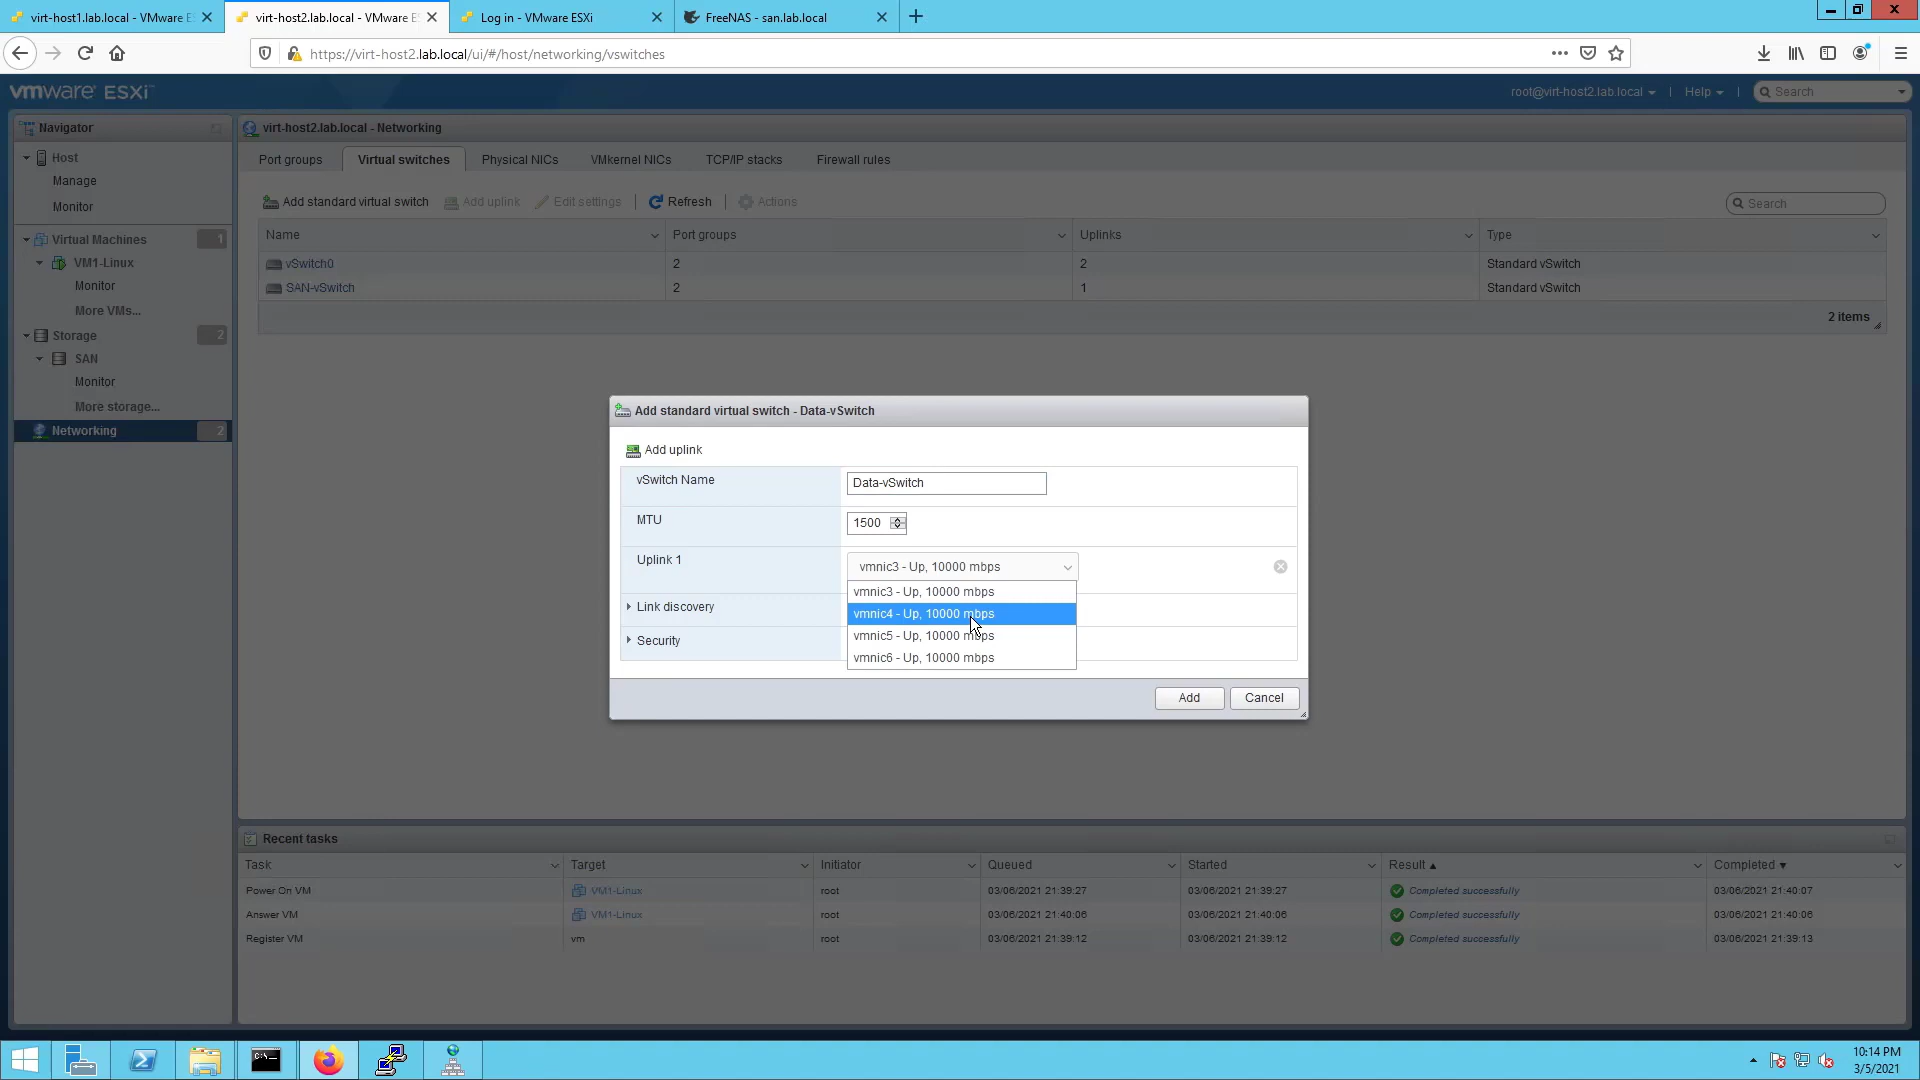 virt-host1.lab.local - VMware E
virt-host2.lab.local - VMware ES
Log in - VMware ESXi
FreeNAS - san.lab.local
https://virt-host2.lab.local/ui/#/host/networking/vswitches
vmware ESXi
root@virt-host2.lab.local
Help
Search
Navigator
Host
Manage
Monitor
Virtual Machines
1
VM1-Linux
Monitor
More VMs...
Storage
2
SAN
Monitor
More storage...
Networking
2
virt-host2.lab.local - Networking
Port groups
Virtual switches
Physical NICs
VMkernel NICs
TCP/IP stacks
Firewall rules
Add standard virtual switch
Add uplink
Edit settings
Refresh
Actions
Search
Name
Port groups
Uplinks
Type
vSwitch0
2
2
Standard vSwitch
SAN-vSwitch
2
1
Standard vSwitch
2 items
Add standard virtual switch - Data-vSwitch
Add uplink
vSwitch Name
Data-vSwitch
MTU
1500
Uplink 1
vmnic3 - Up, 10000 mbps
vmnic3 - Up, 10000 mbps
vmnic4 - Up, 10000 mbps
vmnic5 - Up, 10000 mbps
vmnic6 - Up, 10000 mbps
Link discovery
Security
Add
Cancel
Recent tasks
Task
Target
Initiator
Queued
Started
Result
Completed
Power On VM
VM1-Linux
root
03/06/2021 21:39:27
03/06/2021 21:39:27
Completed successfully
03/06/2021 21:40:07
Answer VM
VM1-Linux
root
03/06/2021 21:40:06
03/06/2021 21:40:06
Completed successfully
03/06/2021 21:40:06
Register VM
vm
root
03/06/2021 21:39:12
03/06/2021 21:39:12
Completed successfully
03/06/2021 21:39:13
10:14 PM
3/5/2021